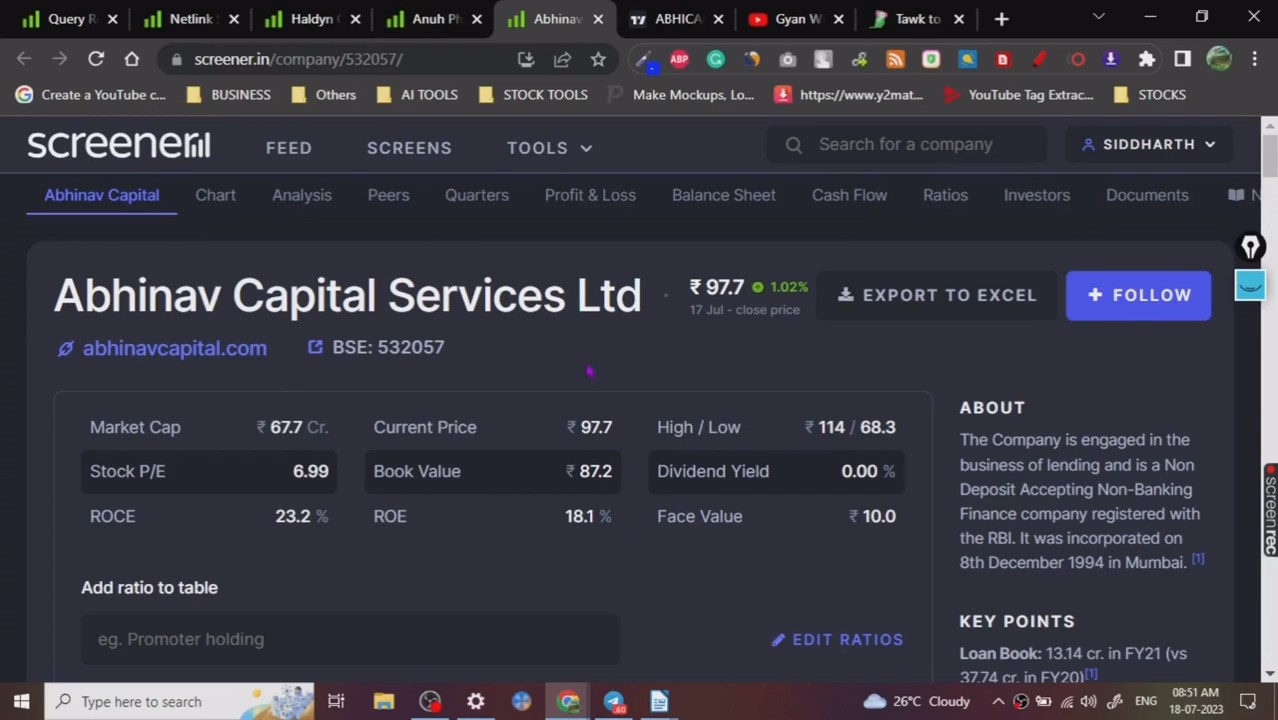 Query R
Netlink S
Haldyn G
Anuh Ph
Abhinav
ABHICA
Gyan W
Tawk to
screener.in/company/532057/
Create a YouTube c...
BUSINESS
Others
AI TOOLS
STOCK TOOLS
Make Mockups, Lo...
https://www.y2mat...
YouTube Tag Extrac...
STOCKS
screener
FEED
SCREENS
TOOLS
Search for a company
SIDDHARTH
Abhinav Capital
Chart
Analysis
Peers
Quarters
Profit & Loss
Balance Sheet
Cash Flow
Ratios
Investors
Documents
N
Abhinav Capital Services Ltd
₹ 97.7 1.02%
17 Jul - close price
EXPORT TO EXCEL
+ FOLLOW
abhinavcapital.com
BSE: 532057
Market Cap ₹ 67.7 Cr.
Current Price ₹ 97.7
High / Low ₹ 114 / 68.3
Stock P/E 6.99
Book Value ₹ 87.2
Dividend Yield 0.00 %
ROCE 23.2 %
ROE 18.1 %
Face Value ₹ 10.0
Add ratio to table
eg. Promoter holding
EDIT RATIOS
ABOUT
The Company is engaged in the
business of lending and is a Non
Deposit Accepting Non-Banking
Finance company registered with
the RBI. It was incorporated on
8th December 1994 in Mumbai. [1]
KEY POINTS
Loan Book: 13.14 cr. in FY21 (vs
37.74 cr. in FY20)[1]
screenrec
Type here to search
60
26°C Cloudy
ENG
08:51 AM
18-07-2023